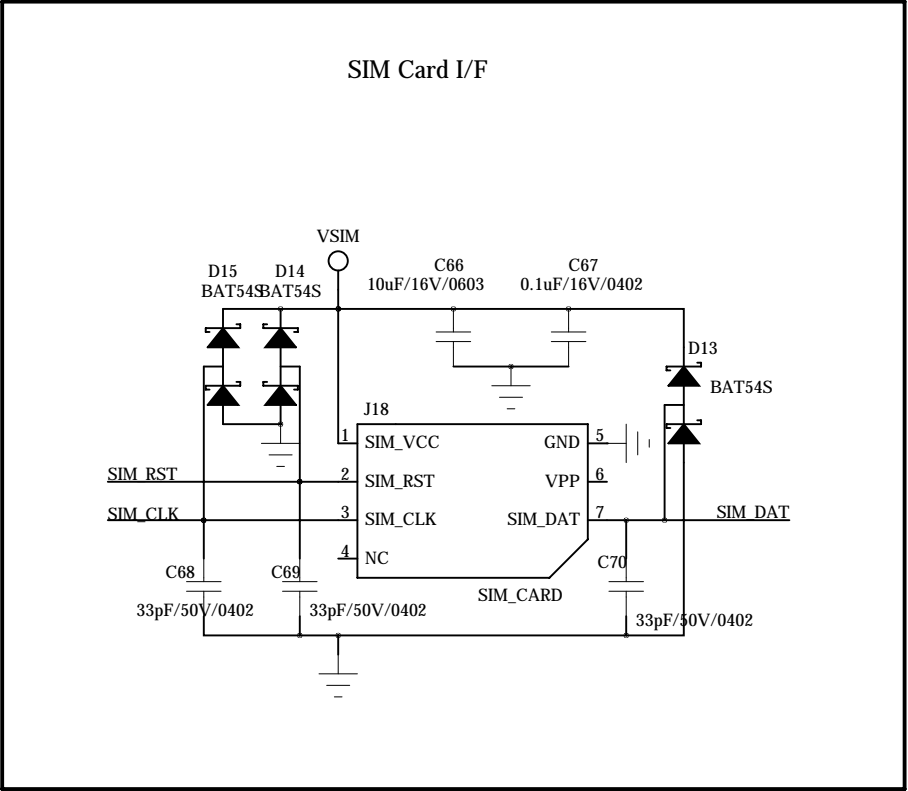 SIM Card I/F
VSIM
D15
D14
BAT54S
BAT54S
C66
10uF/16V/0603
C67
0.1uF/16V/0402
D13
BAT54S
J18
1
SIM_VCC
GND
5
SIM_RST
2
SIM_RST
VPP
6
SIM_CLK
3
SIM_CLK
SIM_DAT
7
SIM_DAT
4
NC
C68
33pF/50V/0402
C69
33pF/50V/0402
SIM_CARD
C70
33pF/50V/0402